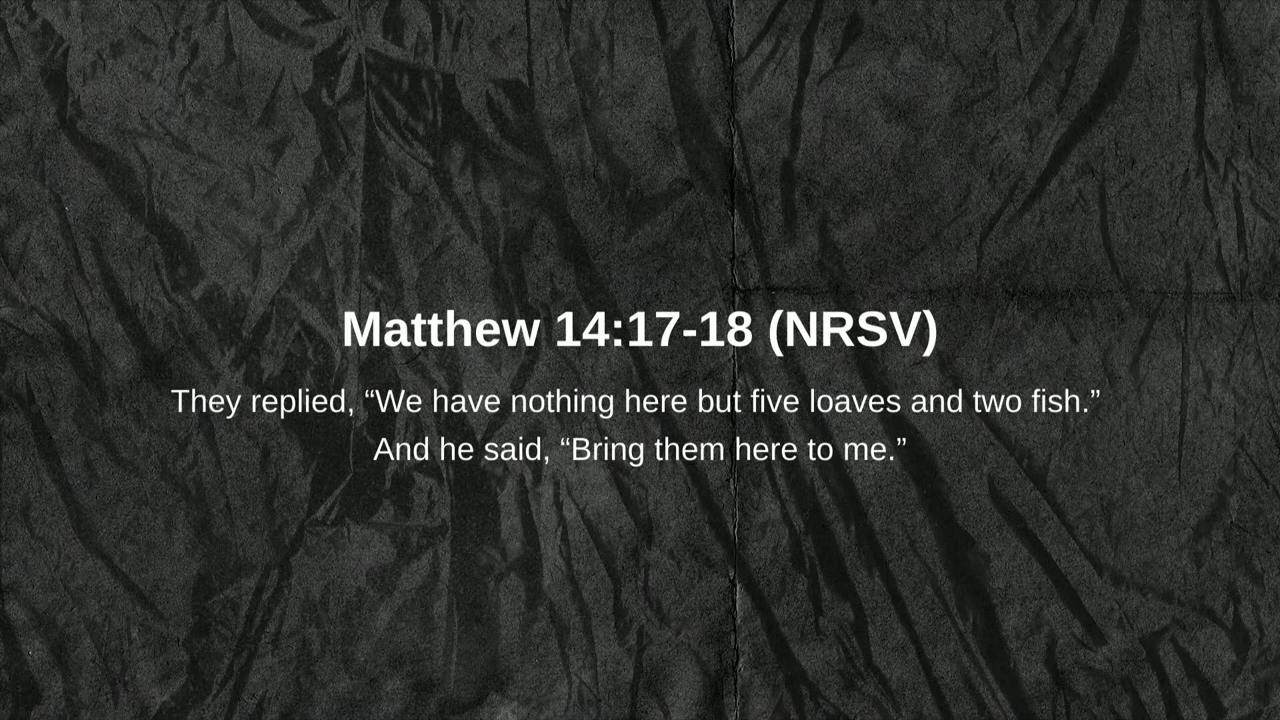 Matthew 14:17-18 (NRSV)
They replied, “We have nothing here but five loaves and two fish.”
And he said, “Bring them here to me.”